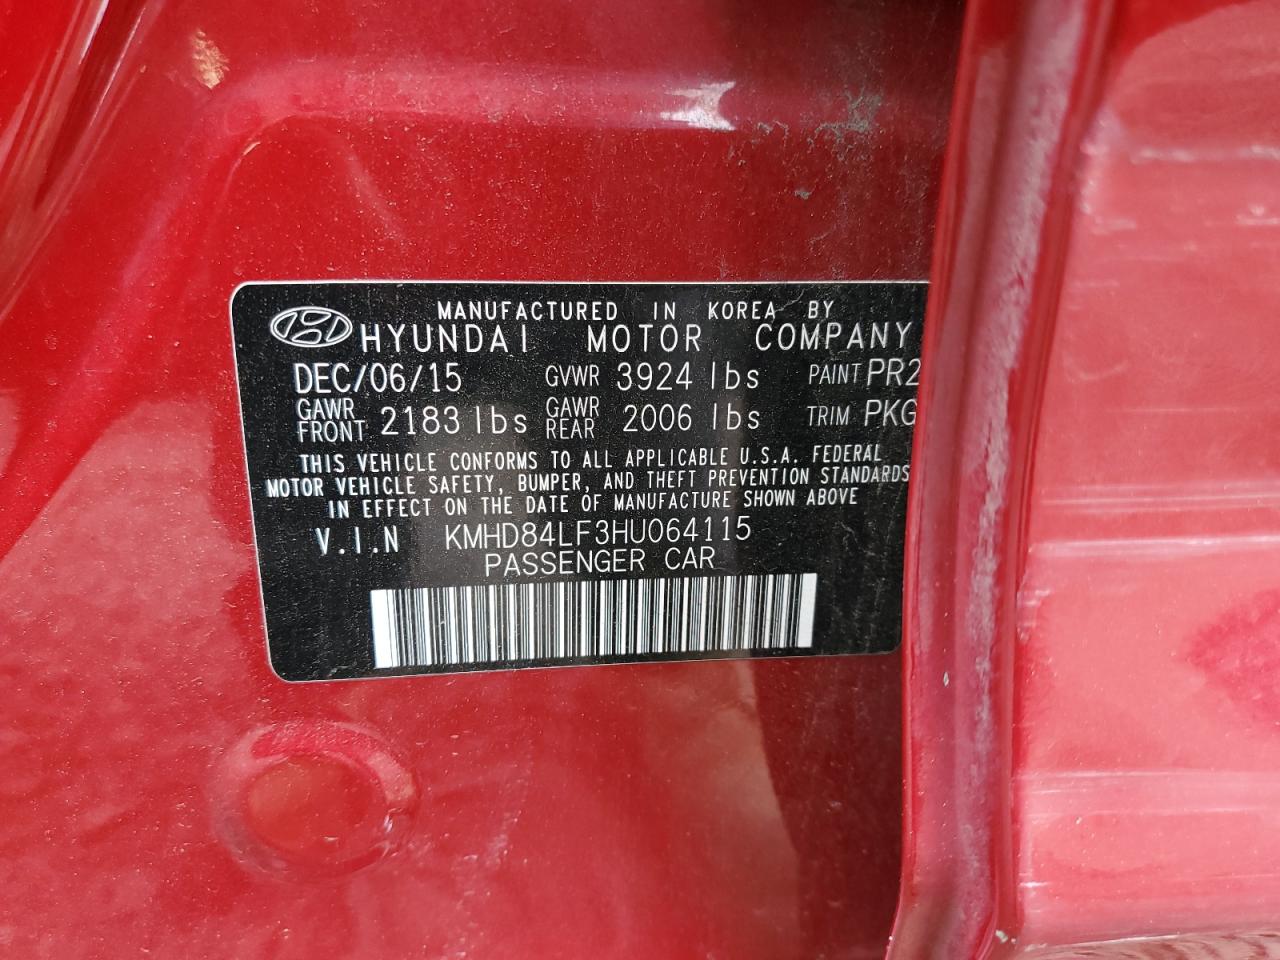 MANUFACTURED IN KOREA BY
HYUNDAI MOTOR COMPANY
DEC/06/15 GVWR 3924 lbs PAINT PR2
GAWR FRONT 2183 lbs GAWR REAR 2006 lbs TRIM PKG
THIS VEHICLE CONFORMS TO ALL APPLICABLE U.S.A. FEDERAL
MOTOR VEHICLE SAFETY, BUMPER, AND THEFT PREVENTION STANDARDS
IN EFFECT ON THE DATE OF MANUFACTURE SHOWN ABOVE
V.I.N KMHD84LF3HU064115
PASSENGER CAR